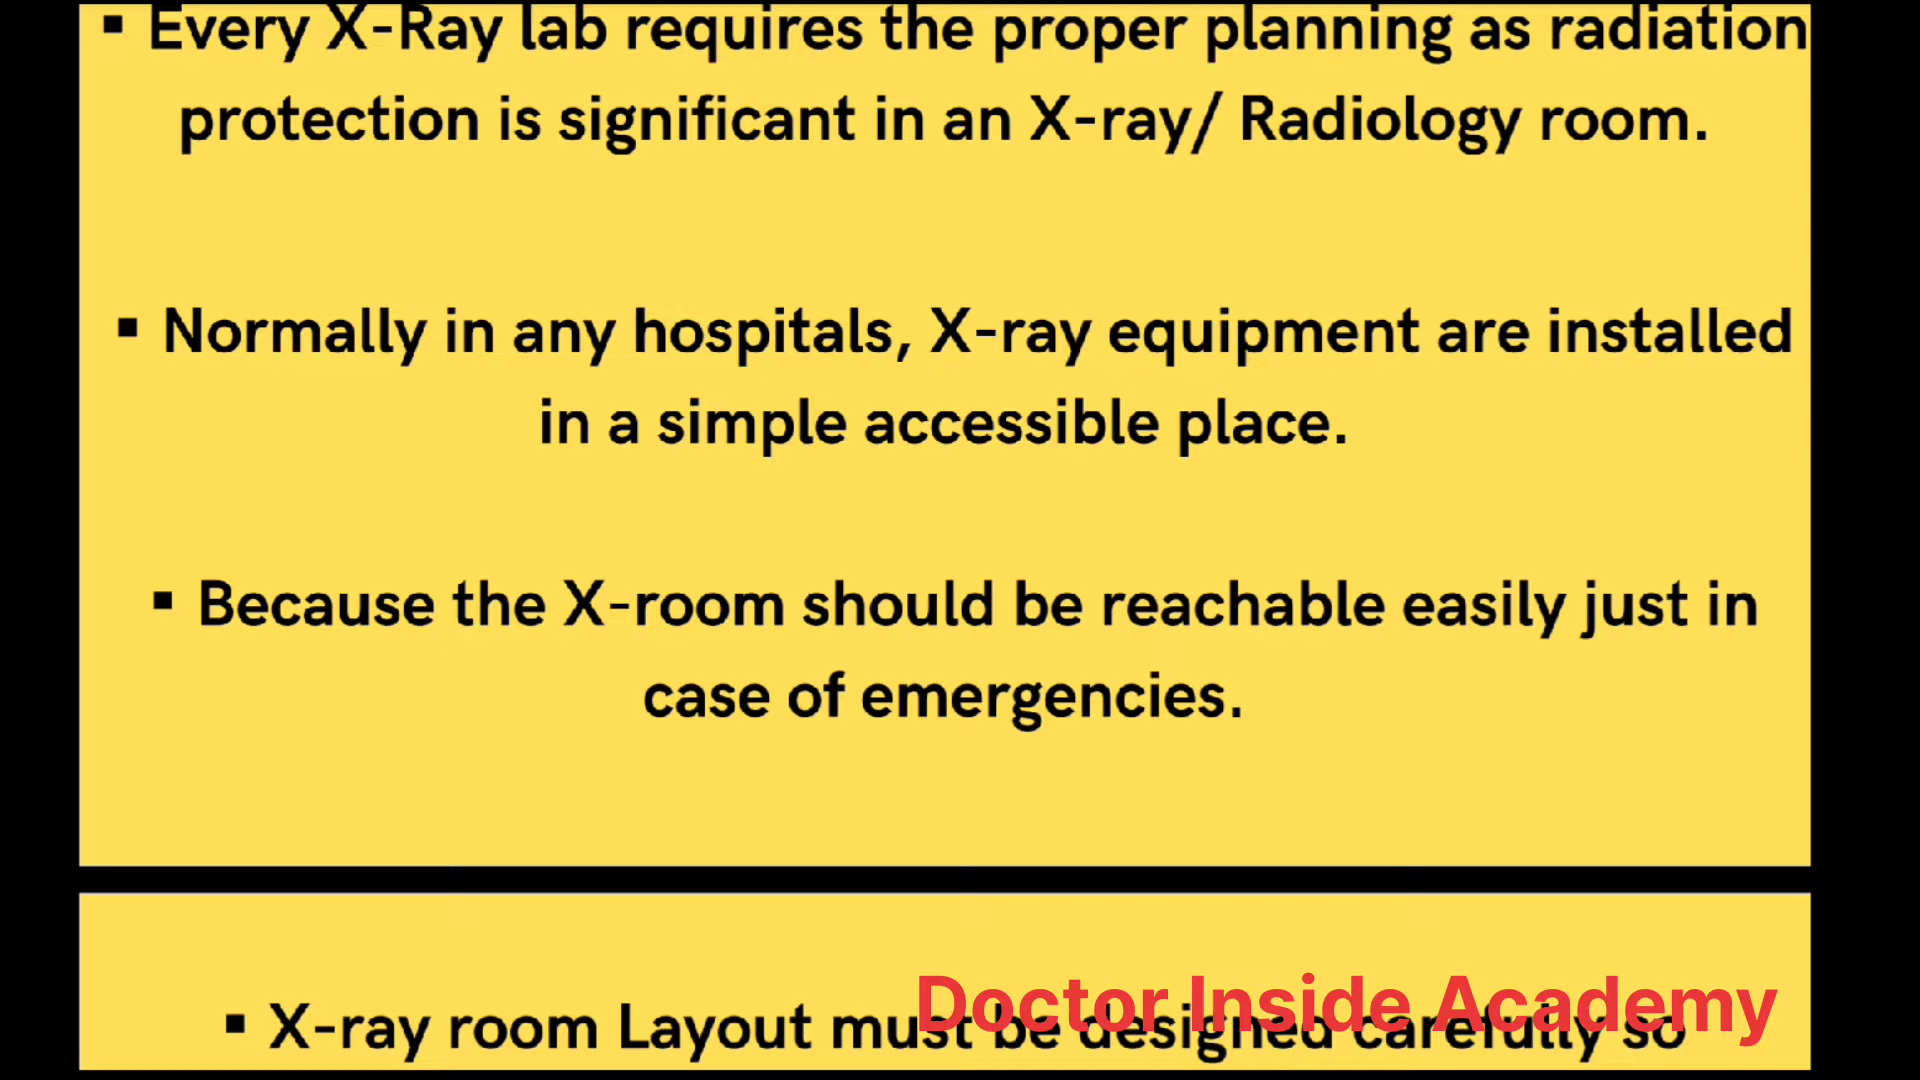 ▪ Every X-Ray lab requires the proper planning as radiation
protection is significant in an X-ray/ Radiology room.
▪ Normally in any hospitals, X-ray equipment are installed
in a simple accessible place.
▪ Because the X-room should be reachable easily just in
case of emergencies.
▪ X-ray room Layout must be designed carefully so
Doctor Inside Academy